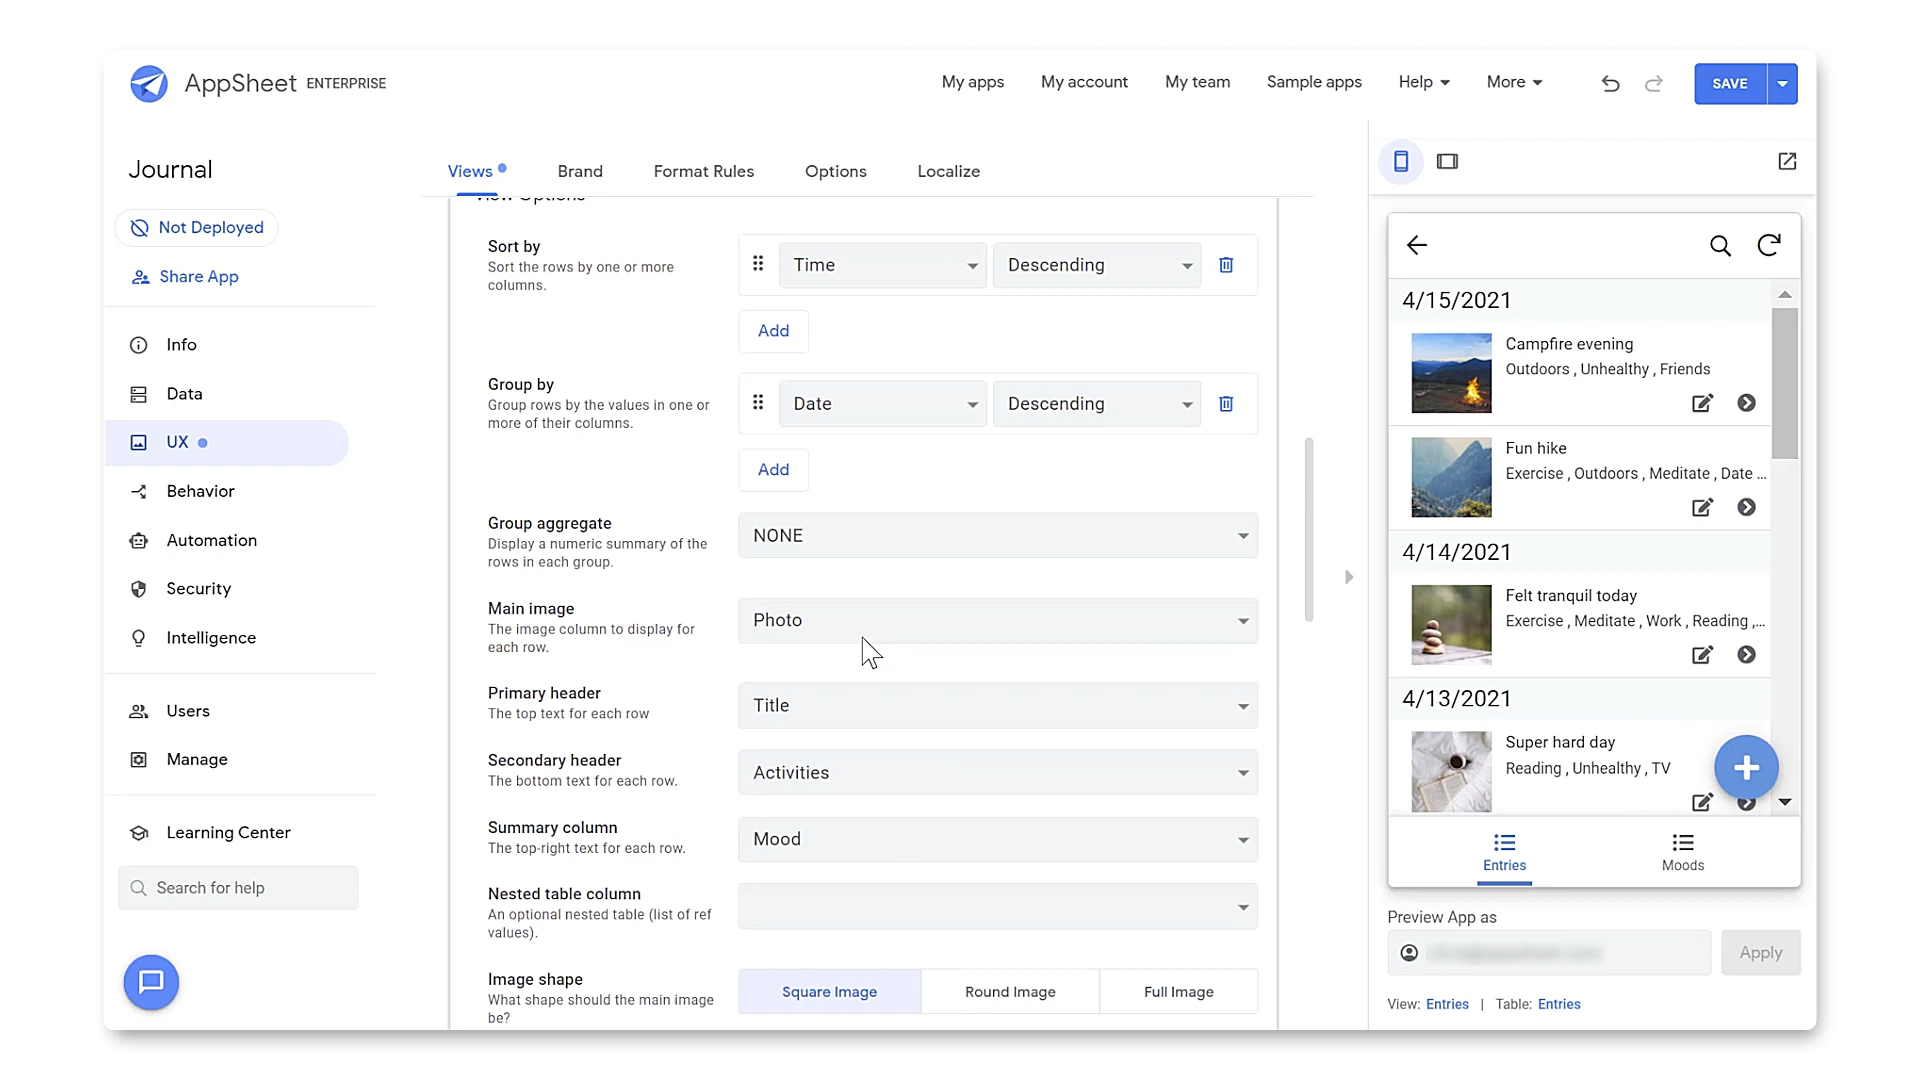 AppSheet ENTERPRISE
My apps
My account
My team
Sample apps
Help
More
SAVE
Journal
Not Deployed
Share App
Info
Data
UX
Behavior
Automation
Security
Intelligence
Users
Manage
Learning Center
Search for help
Views
Brand
Format Rules
Options
Localize
View Options
Sort by
Sort the rows by one or more
columns.
Time
Descending
Add
Group by
Group rows by the values in one or
more of their columns.
Date
Descending
Add
Group aggregate
Display a numeric summary of the
rows in each group.
NONE
Main image
The image column to display for
each row.
Photo
Primary header
The top text for each row
Title
Secondary header
The bottom text for each row.
Activities
Summary column
The top-right text for each row.
Mood
Nested table column
An optional nested table (list of ref
values).
Image shape
What shape should the main image
be?
Square Image
Round Image
Full Image
4/15/2021
Campfire evening
Outdoors , Unhealthy , Friends
Fun hike
Exercise , Outdoors , Meditate , Date ...
4/14/2021
Felt tranquil today
Exercise , Meditate , Work , Reading ,...
4/13/2021
Super hard day
Reading , Unhealthy , TV
Entries
Moods
Preview App as
Apply
View: Entries | Table: Entries